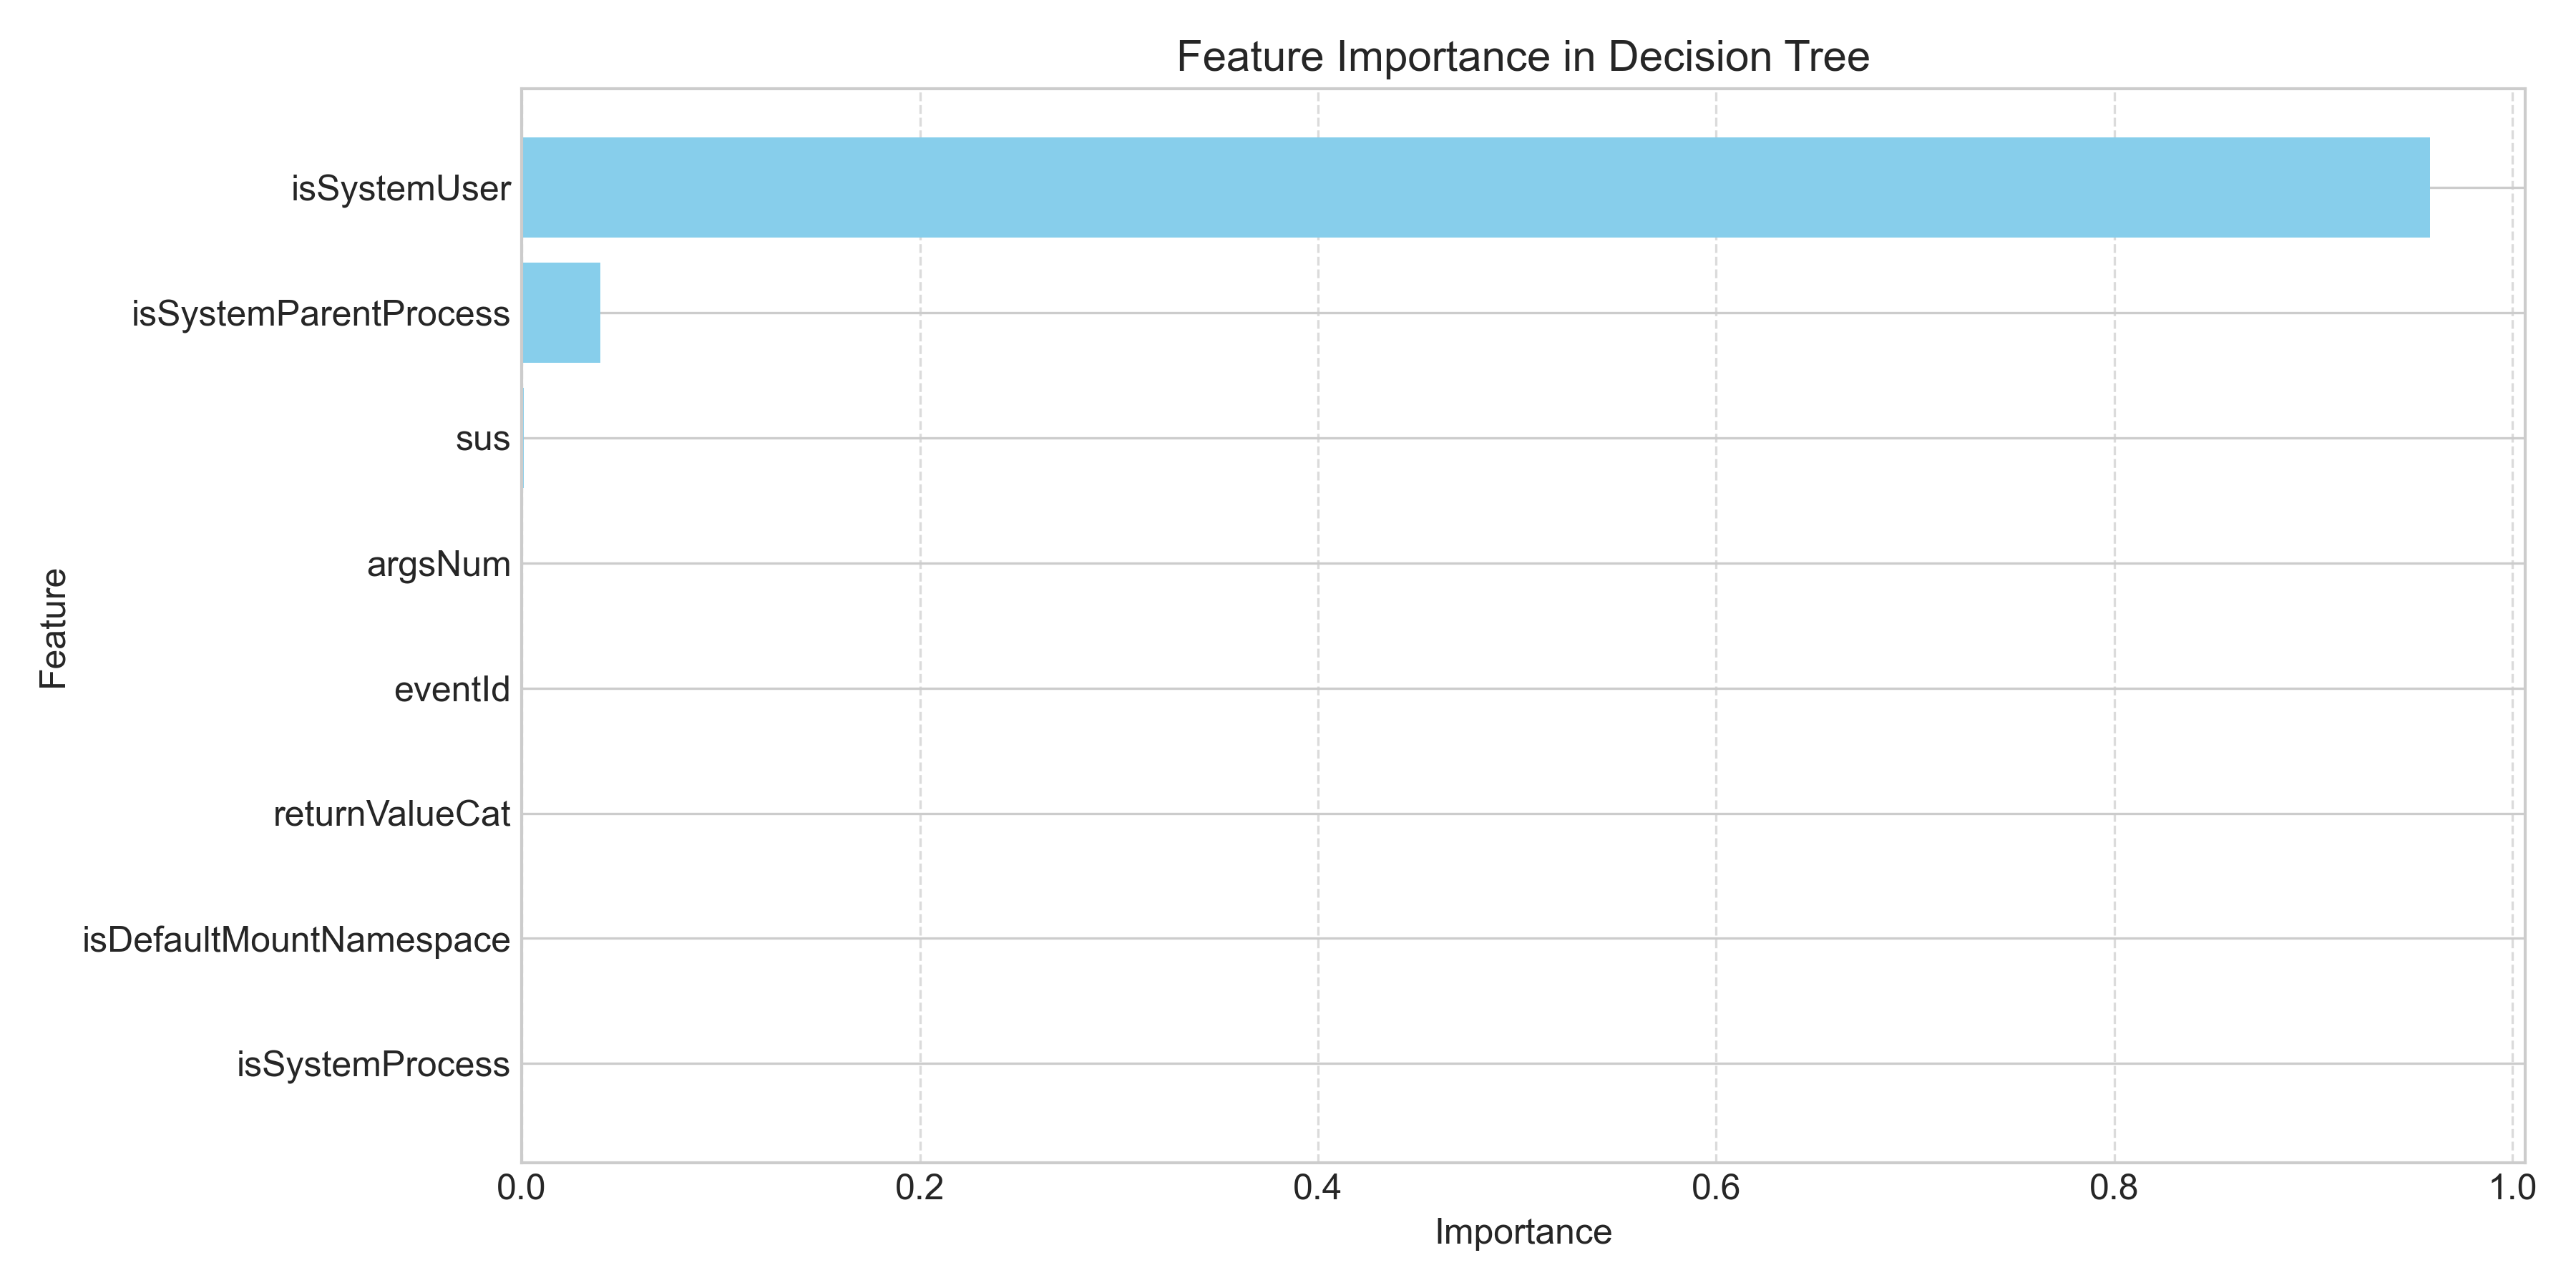 Feature Importance in Decision Tree
isSystemUser
isSystemParentProcess
sus
argsNum
eventId
returnValueCat
isDefaultMountNamespace
isSystemProcess
Feature
0.0 0.2 0.4 0.6 0.8 1.0
Importance